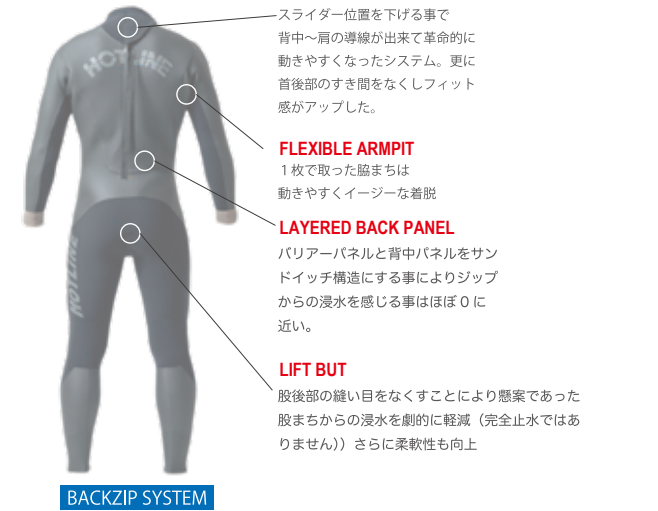 スライダー位置を下げる事で
背中〜肩の導線が出来て革命的に
動きやすくなったシステム。更に
首後部のすき間をなくしフィット
感がアップした。
HOTLINE
FLEXIBLE ARMPIT
１枚で取った脇まちは
動きやすくイージーな着脱
LAYERED BACK PANEL
バリアーパネルと背中パネルをサン
ドイッチ構造にする事によりジップ
からの浸水を感じる事はほぼ０に
近い。
HOTLINE
LIFT BUT
股後部の縫い目をなくすことにより懸案であった
股まちからの浸水を劇的に軽減（完全止水ではあ
りません））さらに柔軟性も向上
BACKZIP SYSTEM